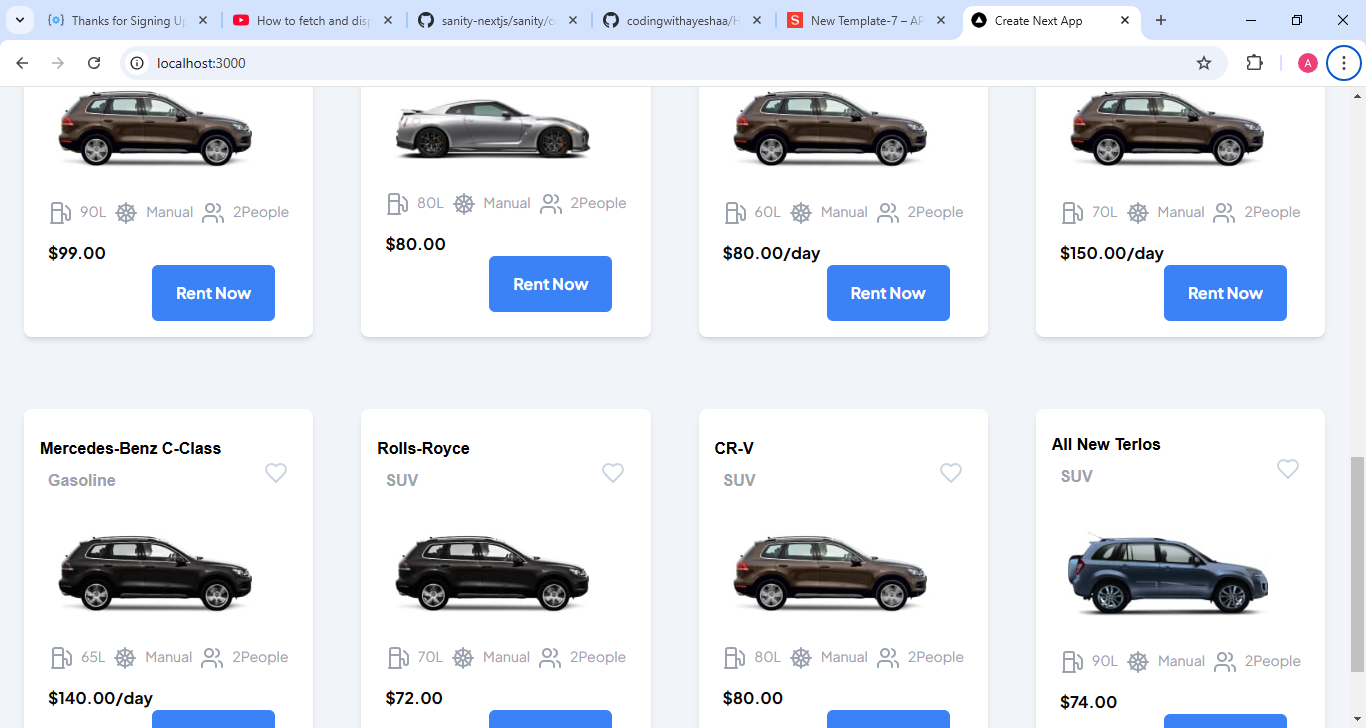 Thanks for Signing Up
How to fetch and disp
sanity-nextjs/sanity/c
codingwithayeshaa/H
S
New Template-7 – AP
Create Next App
localhost:3000
A
90L Manual 2People
$99.00
Rent Now
80L Manual 2People
$80.00
Rent Now
60L Manual 2People
$80.00/day
Rent Now
70L Manual 2People
$150.00/day
Rent Now
Mercedes-Benz C-Class
Gasoline
65L Manual 2People
$140.00/day
Rolls-Royce
SUV
70L Manual 2People
$72.00
CR-V
SUV
80L Manual 2People
$80.00
All New Terlos
SUV
90L Manual 2People
$74.00